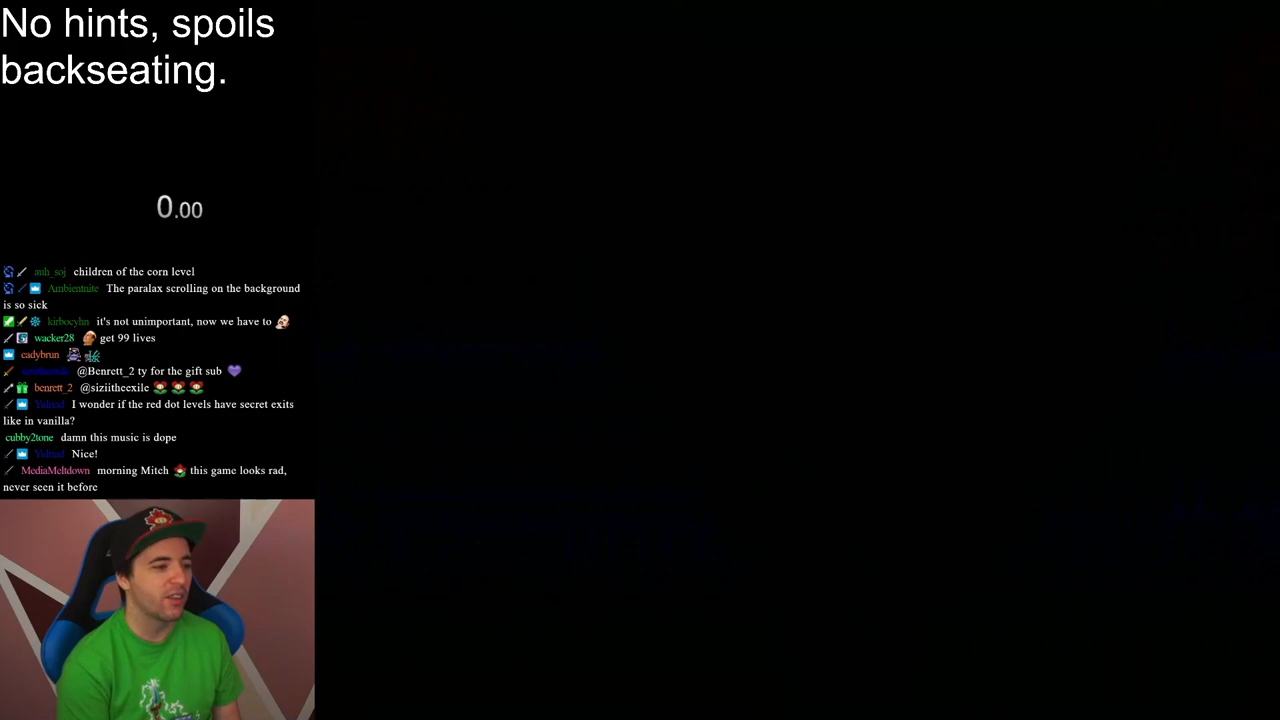 No hints, spoils
backseating.
0.00
auh_soj children of the corn level
Ambientnite The paralax scrolling on the background
is so sick
kirbocyhn it's not unimportant, now we have to
wacker28 get 99 lives
cadybrun
@Benrett_2 ty for the gift sub
benrett_2 @siziitheexile
I wonder if the red dot levels have secret exits
like in vanilla?
cubby2tone damn this music is dope
Nice!
MediaMeltdown morning Mitch this game looks rad,
never seen it before